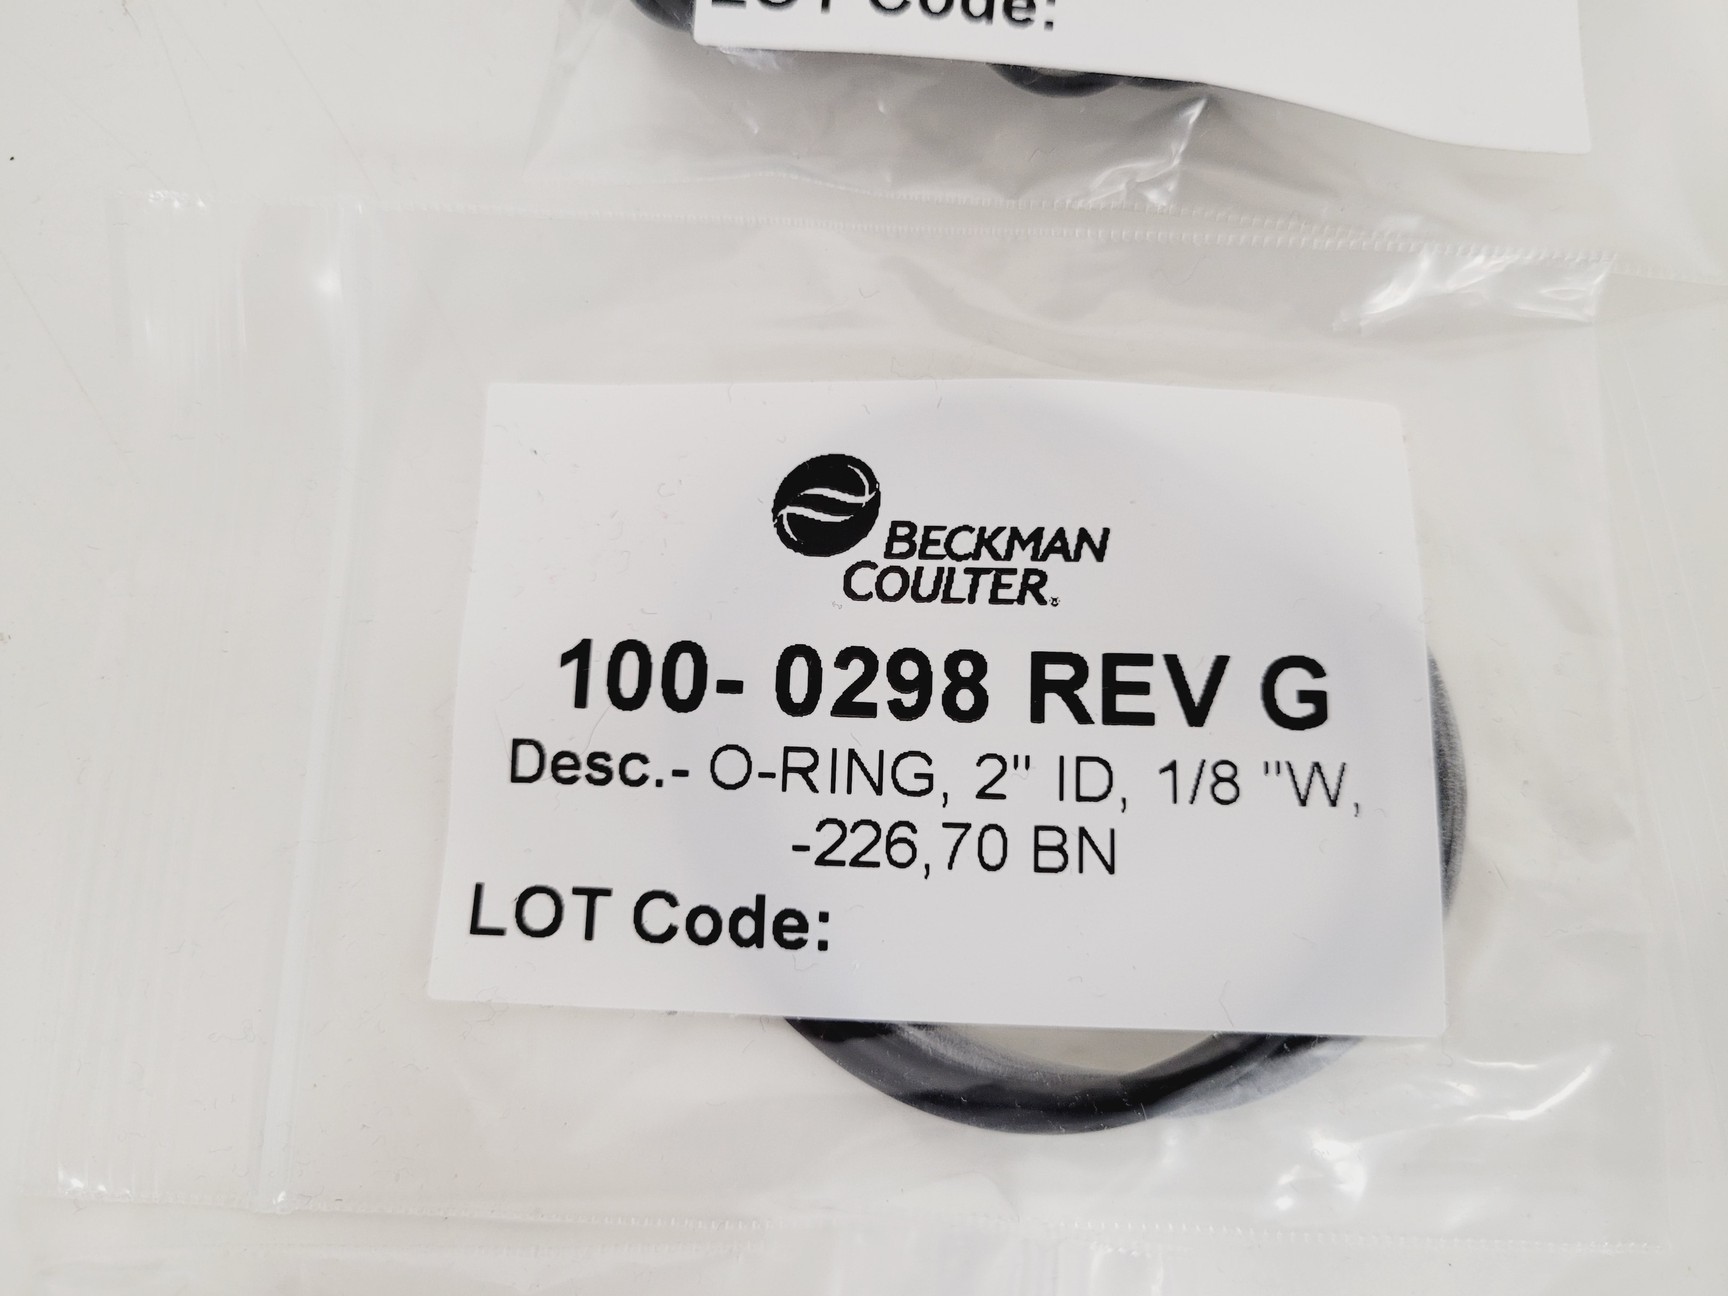 LOT Code:
BECKMAN
COULTER®
100- 0298 REV G
Desc.- O-RING, 2" ID, 1/8 "W,
-226,70 BN
LOT Code: